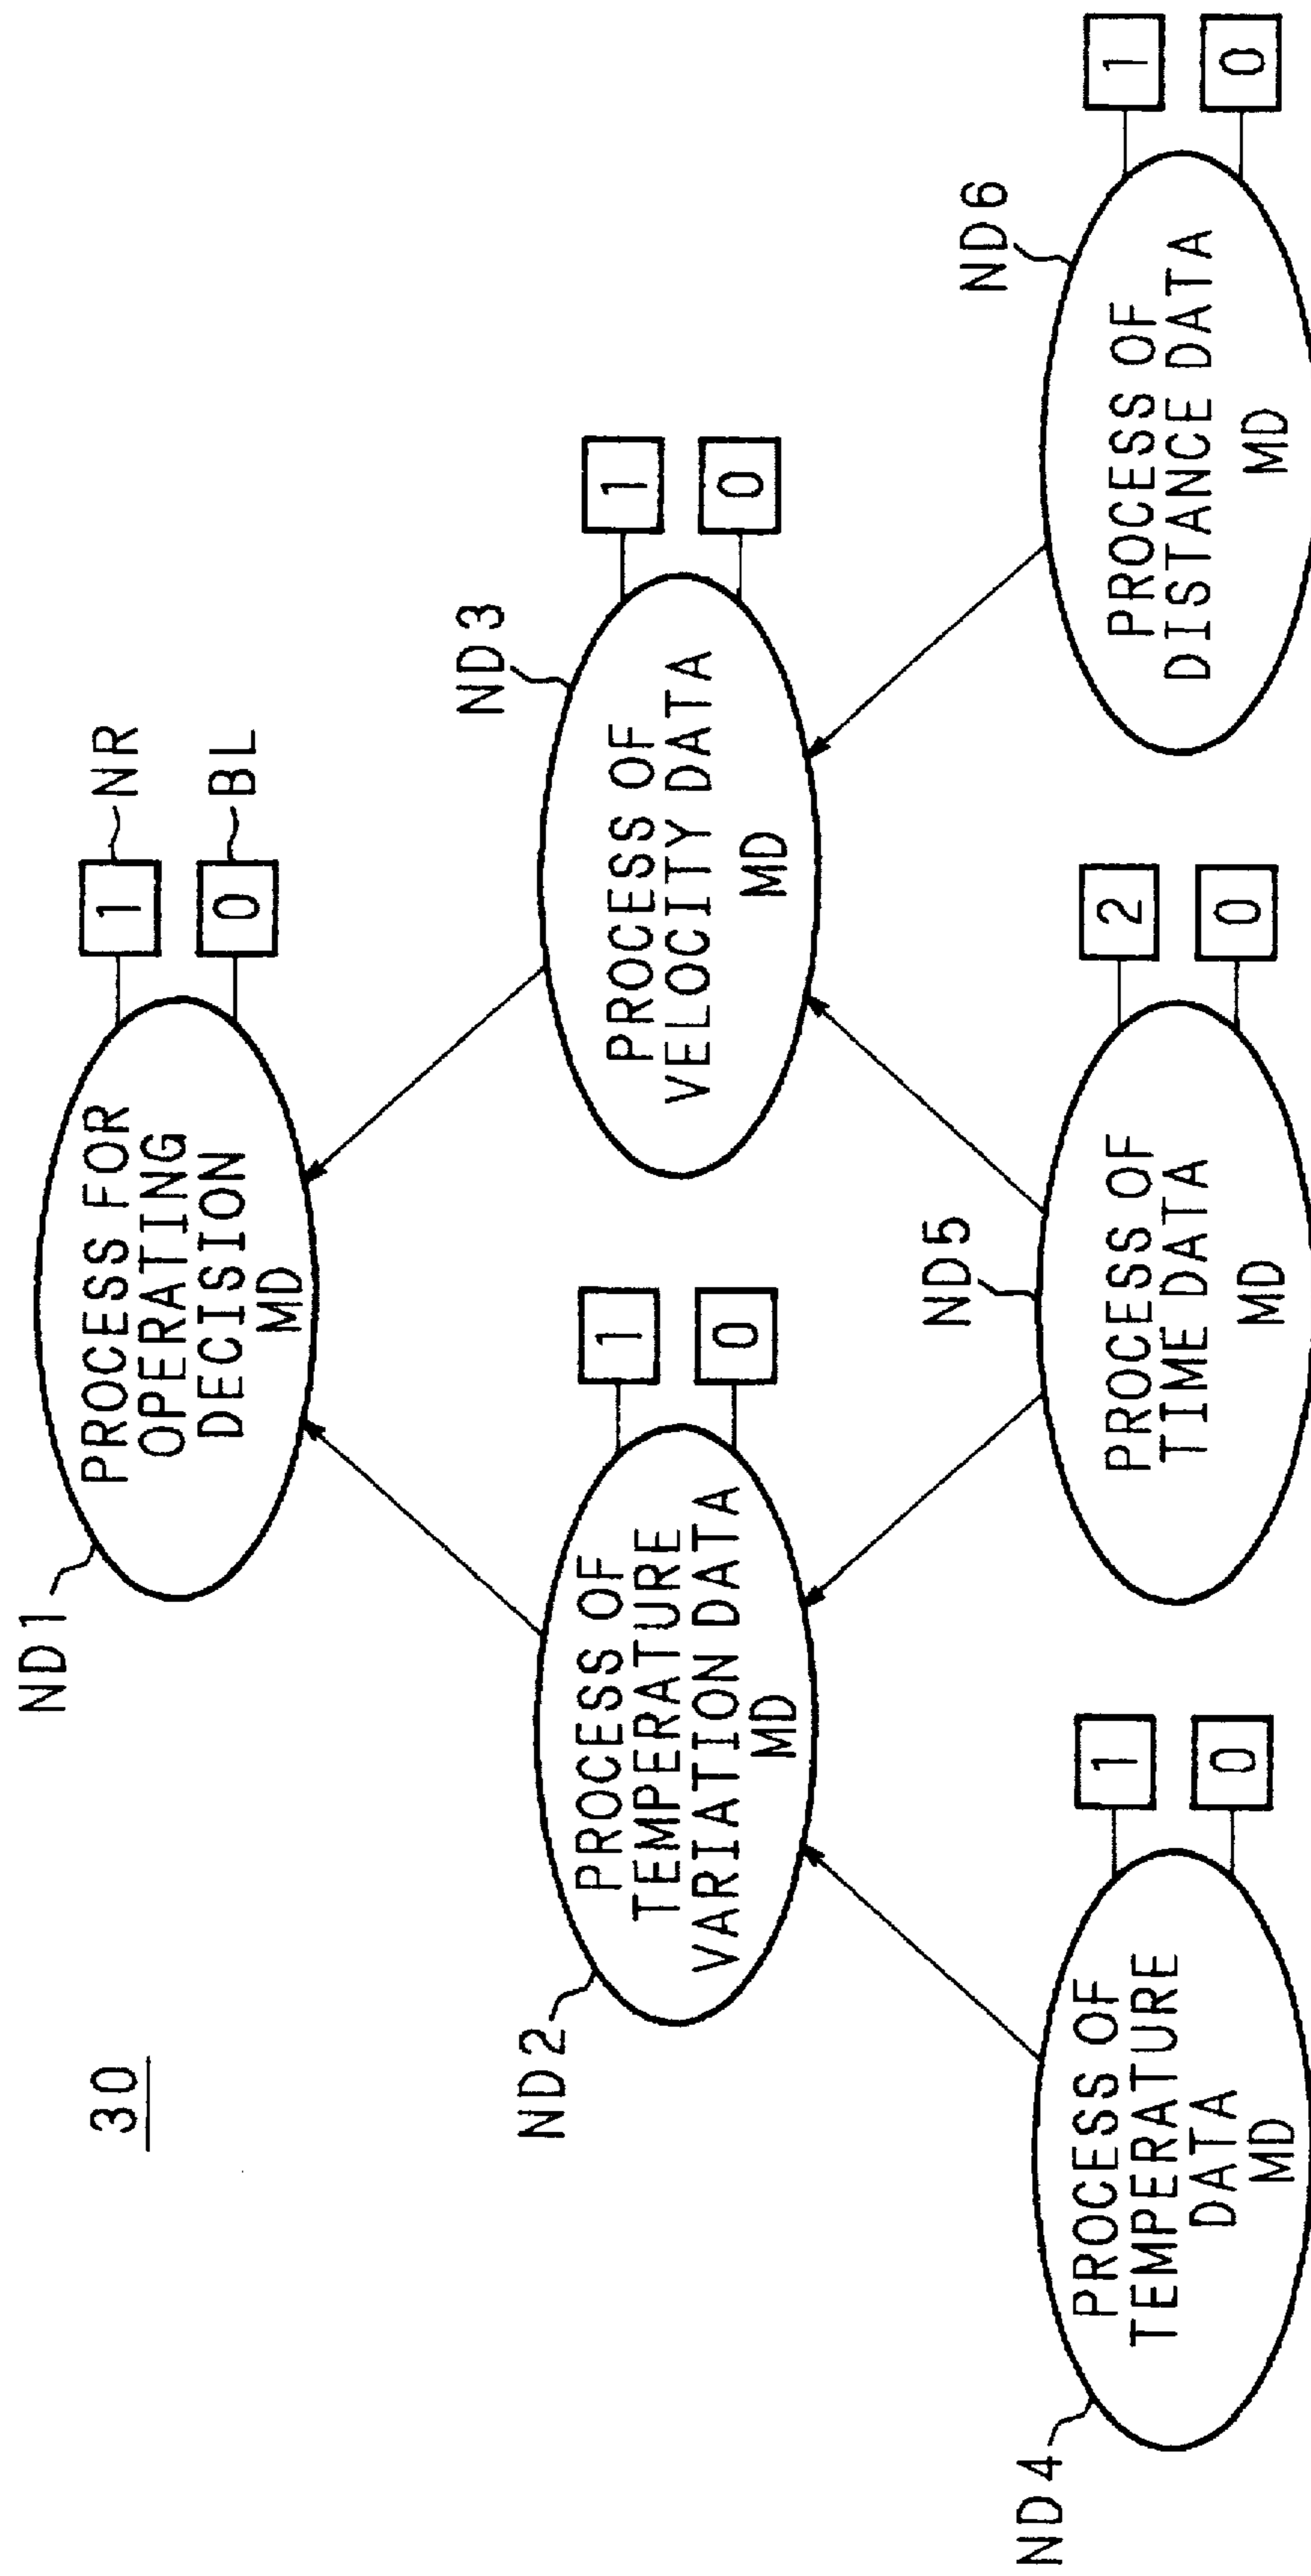 30
ND1
PROCESS FOR
OPERATING
DECISION
MD
1
NR
0
BL
ND2
PROCESS OF
TEMPERATURE
VARIATION DATA
MD
1
0
ND3
PROCESS OF
VELOCITY DATA
MD
1
0
ND4
PROCESS OF
TEMPERATURE
DATA
MD
1
0
ND5
PROCESS OF
TIME DATA
MD
2
0
ND6
PROCESS OF
DISTANCE DATA
MD
1
0